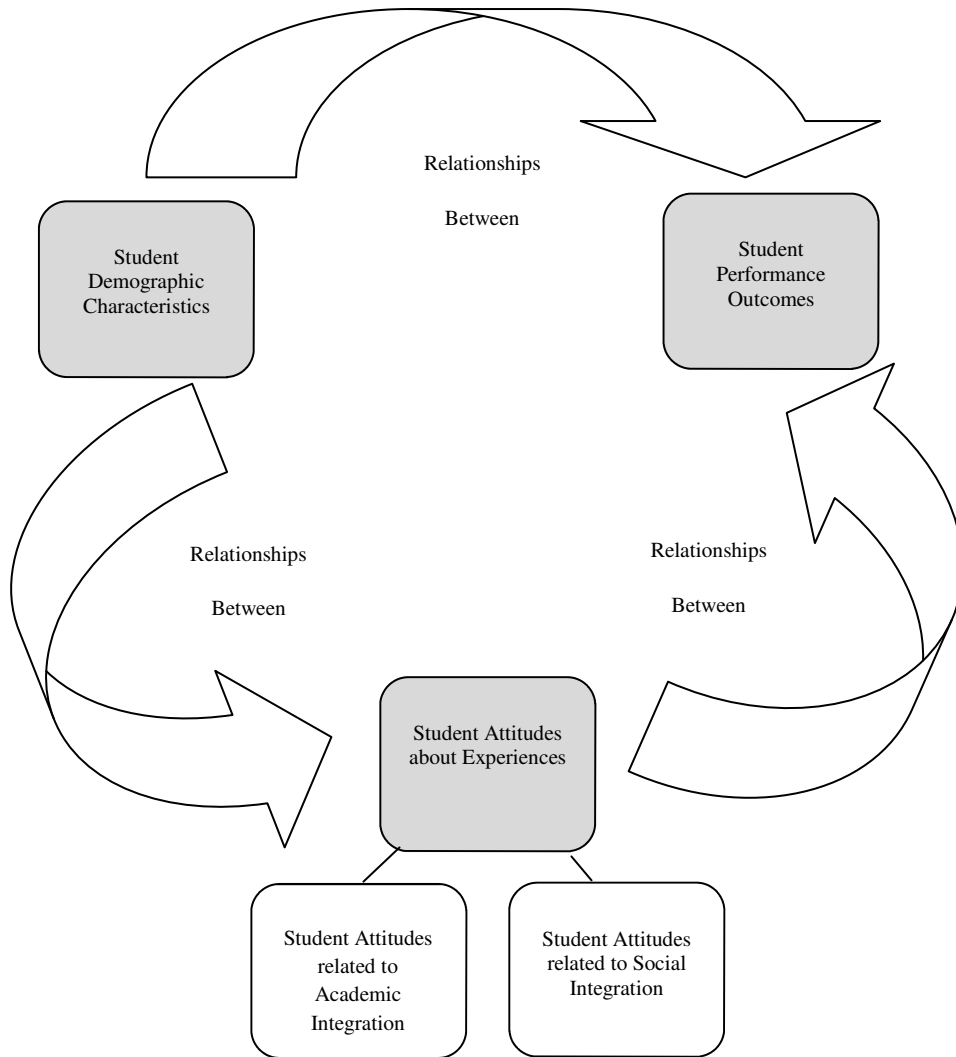 Relationships
Between
Student
Demographic
Characteristics
Student
Performance
Outcomes
Relationships
Between
Relationships
Between
Student Attitudes
about Experiences
Student Attitudes
related to
Academic
Integration
Student Attitudes
related to Social
Integration